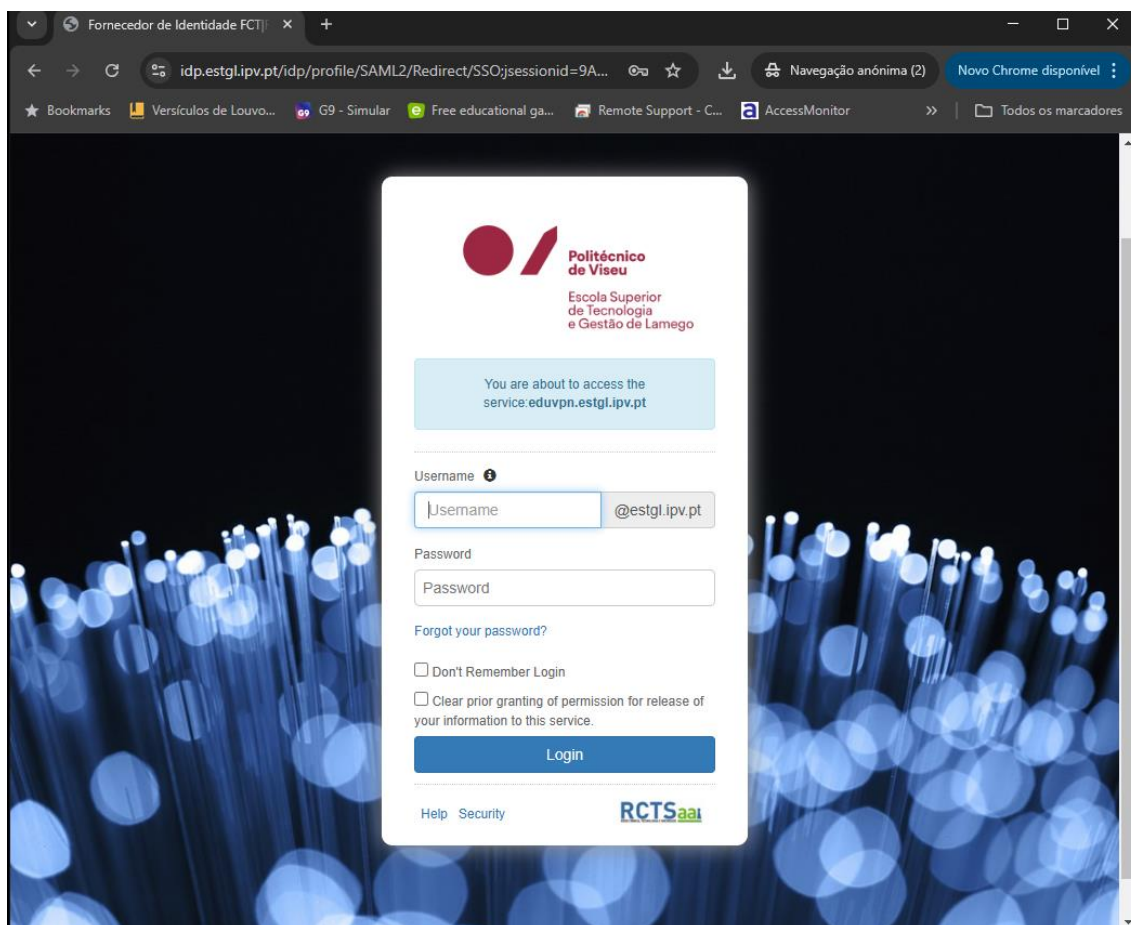 Fornecedor de Identidade FCT|F
idp.estgl.ipv.pt/idp/profile/SAML2/Redirect/SSO;jsessionid=9A...
Navegação anónima (2)
Novo Chrome disponível
Bookmarks
Versículos de Louvo...
G9 - Simular
Free educational ga...
Remote Support - C...
AccessMonitor
Todos os marcadores
Politécnico
de Viseu
Escola Superior
de Tecnologia
e Gestão de Lamego
You are about to access the
service:eduvpn.estgl.ipv.pt
Username
Username @estgl.ipv.pt
Password
Password
Forgot your password?
Don't Remember Login
Clear prior granting of permission for release of
your information to this service.
Login
Help Security
RCTSaai